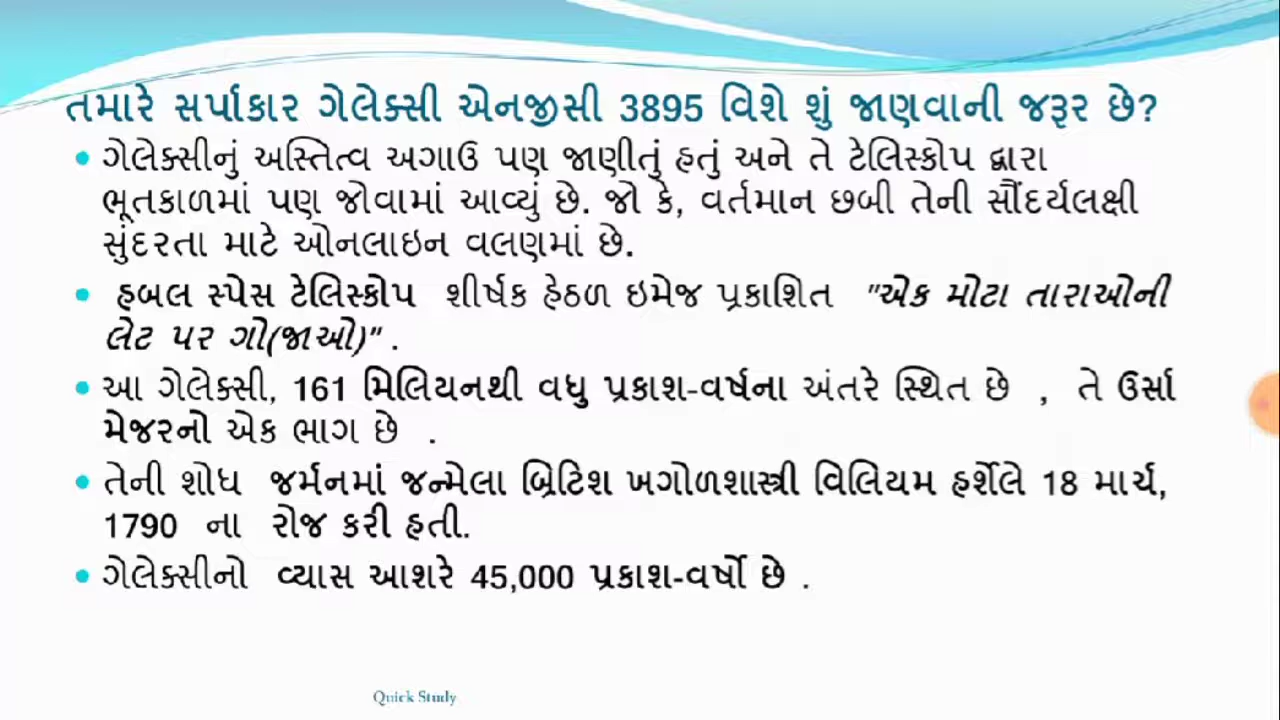 તમારે સર્પાકાર ગેલેક્સી એનજીસી 3895 વિશે શું જાણવાની જરૂર છે?
• ગેલેક્સીનું અસ્તિત્વ અગાઉ પણ જાણીતું હતું અને તે ટેલિસ્કોપ દ્વારા
ભૂતકાળમાં પણ જોવામાં આવ્યું છે. જો કે, વર્તમાન છબી તેની સૌંદર્યલક્ષી
સુંદરતા માટે ઓનલાઇન વલણમાં છે.
• હબલ સ્પેસ ટેલિસ્કોપ શીર્ષક હેઠળ ઇમેજ પ્રકાશિત "એક મોટા તારાઓની
લેટ પર ગો(જાઓ)" .
• આ ગેલેક્સી, 161 મિલિયનથી વધુ પ્રકાશ-વર્ષના અંતરે સ્થિત છે , તે ઉર્સા
મેજરનો એક ભાગ છે .
• તેની શોધ જર્મનમાં જન્મેલા બ્રિટિશ ખગોળશાસ્ત્રી વિલિયમ હર્શેલે 18 માર્ચ,
1790 ના રોજ કરી હતી.
• ગેલેક્સીનો વ્યાસ આશરે 45,000 પ્રકાશ-વર્ષો છે .
Quick Study